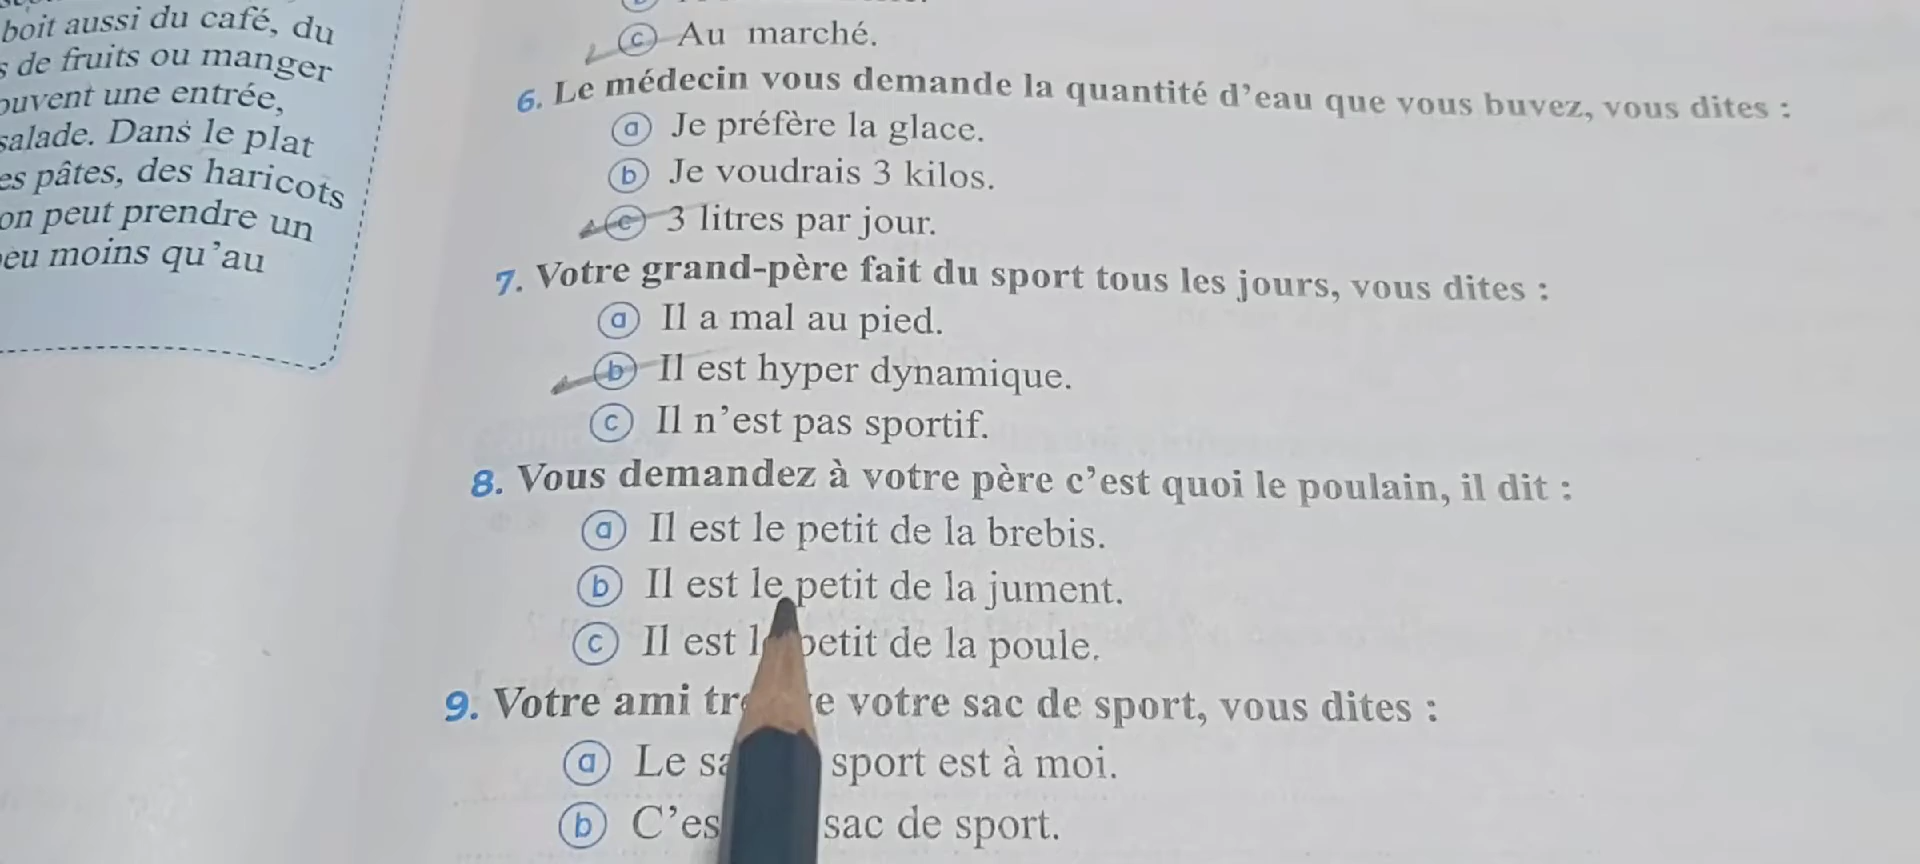 boit aussi du café, du
de fruits ou manger
une entrée,
salade. Dans le plat
pâtes, des haricots
on peut prendre un
moins qu'au
c Au marché.
6. Le médecin vous demande la quantité d'eau que vous buvez, vous dites :
a Je préfère la glace.
b Je voudrais 3 kilos.
c 3 litres par jour.
7. Votre grand-père fait du sport tous les jours, vous dites :
a Il a mal au pied.
b Il est hyper dynamique.
c Il n'est pas sportif.
8. Vous demandez à votre père c'est quoi le poulain, il dit :
a Il est le petit de la brebis.
b Il est le petit de la jument.
c Il est petit de la poule.
9. Votre ami votre sac de sport, vous dites :
a Le sport est à moi.
b sac de sport.